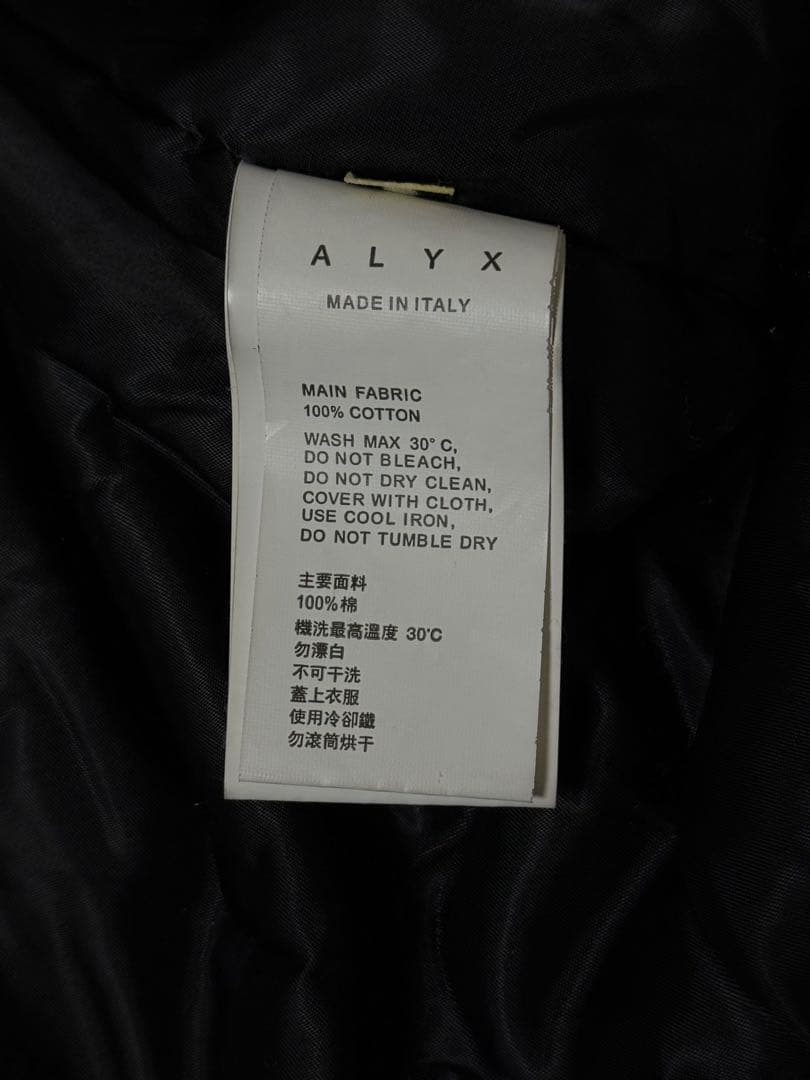 ALYX
MADE IN ITALY
MAIN FABRIC
100% COTTON
WASH MAX 30° C,
DO NOT BLEACH,
DO NOT DRY CLEAN,
COVER WITH CLOTH,
USE COOL IRON,
DO NOT TUMBLE DRY
主要面料
100%棉
機洗最高溫度 30°C
勿漂白
不可干洗
蓋上衣服
使用冷卻鐵
勿滾筒烘干